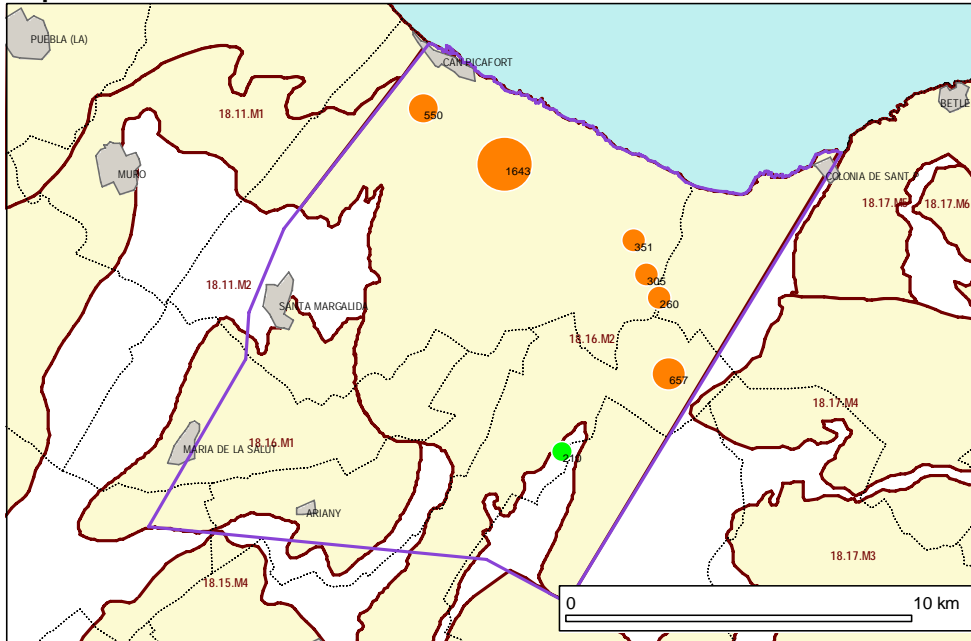 PUEBLA (LA)
CAN PICAFORT
BETLE
18.11.M1
550
1643
MURO
COLONIA DE SANT P
18.17.M5
18.17.M6
351
305
18.11.M2
260
SANTA MARGALIDA
18.16.M2
657
18.17.M4
18.16.M1
MARIA DE LA SALUT
210
ARIANY
18.17.M3
18.15.M4
0
10 km